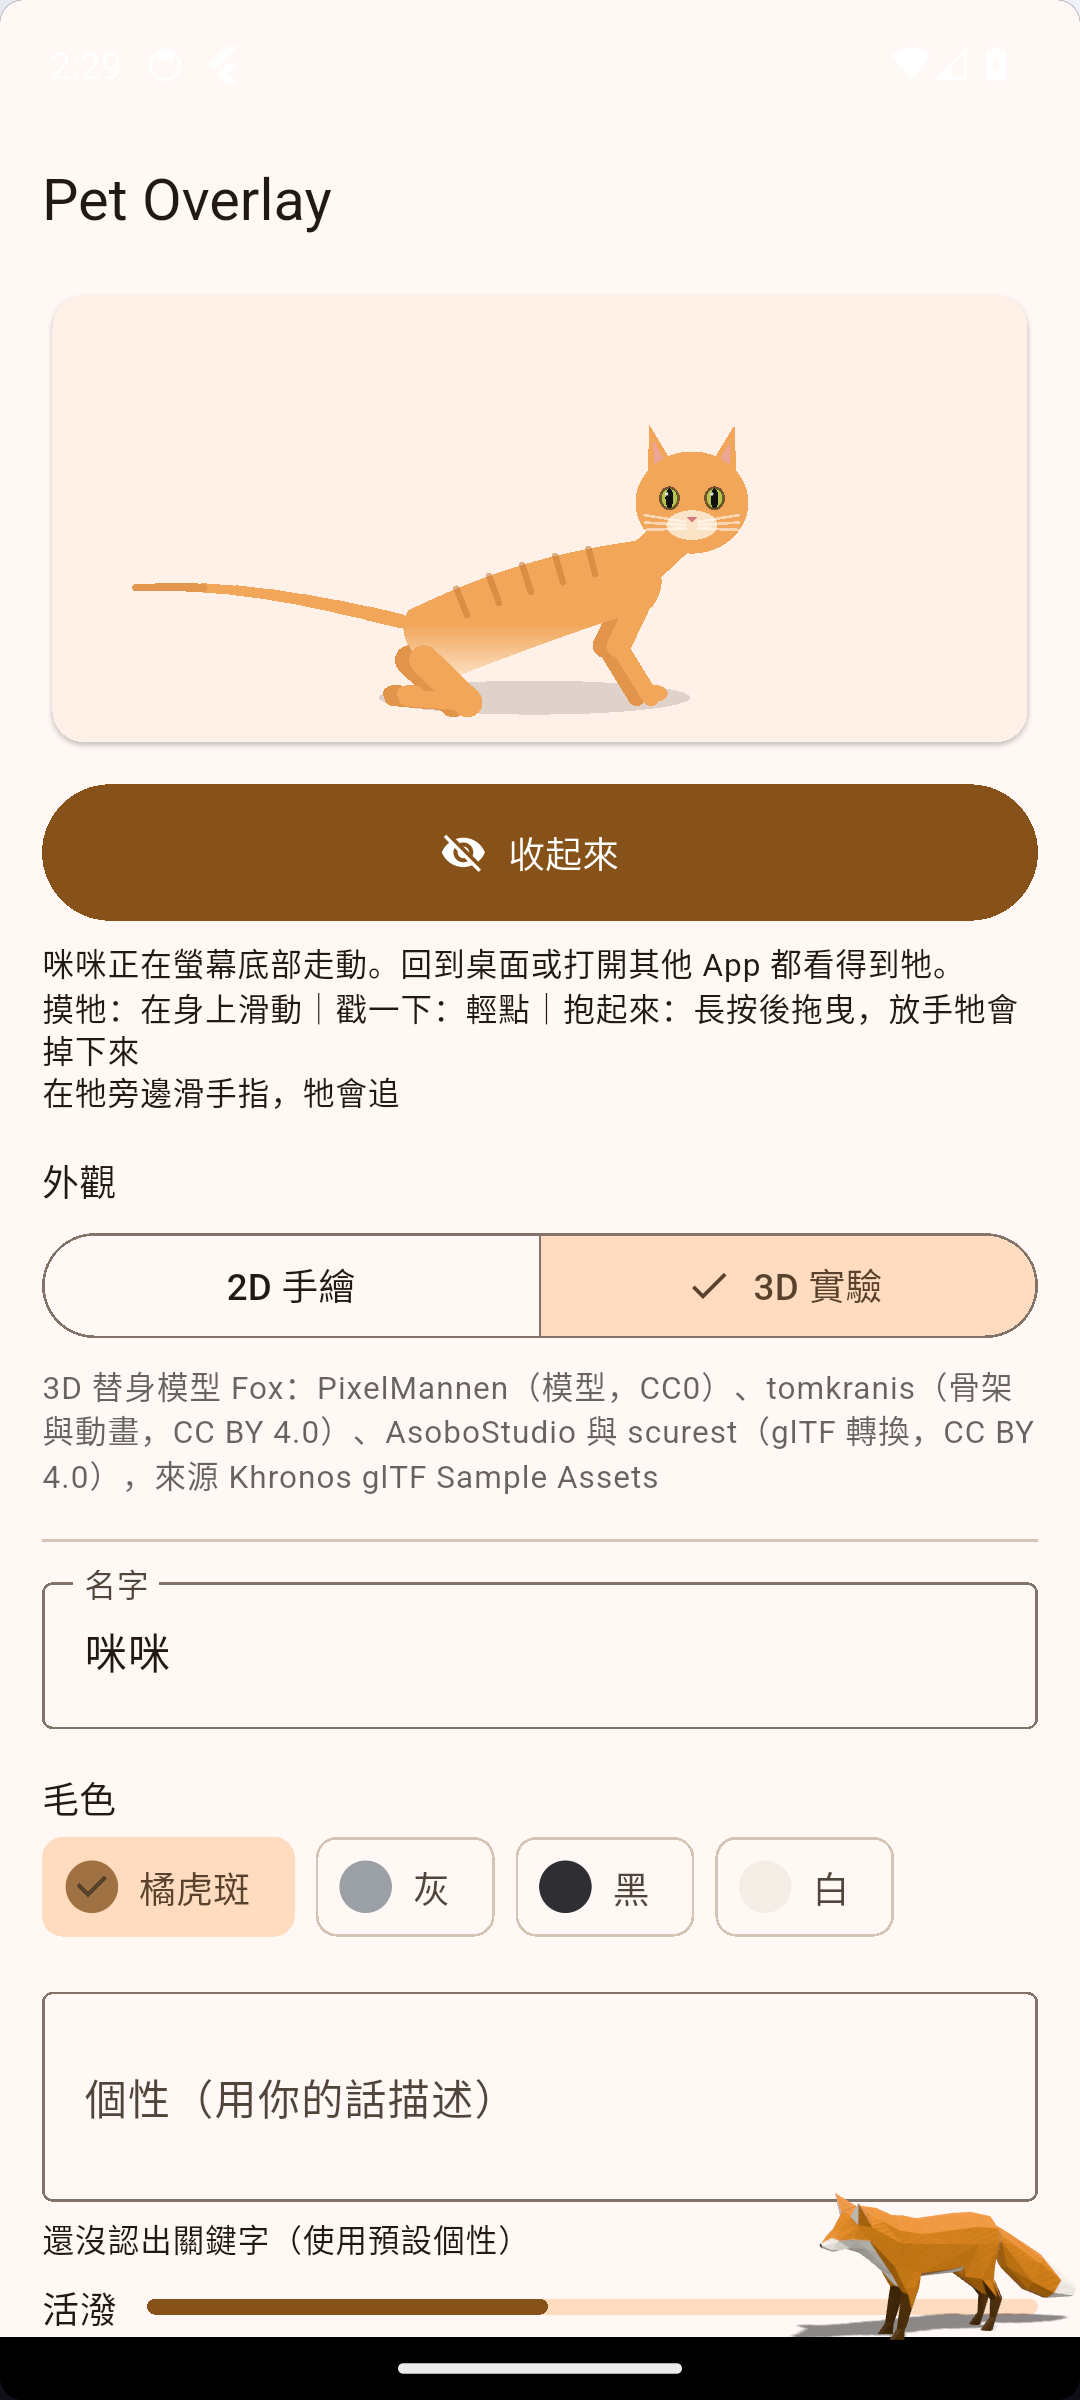 2:29
Pet Overlay
收起來
咪咪正在螢幕底部走動。回到桌面或打開其他 App 都看得到牠。
摸牠：在身上滑動｜戳一下：輕點｜抱起來：長按後拖曳，放手牠會
掉下來
在牠旁邊滑手指，牠會追
外觀
2D 手繪
3D 實驗
3D 替身模型 Fox：PixelMannen（模型，CC0）、tomkranis（骨架
與動畫，CC BY 4.0）、AsoboStudio 與 scurest（glTF 轉換，CC BY
4.0），來源 Khronos glTF Sample Assets
名字
咪咪
毛色
橘虎斑
灰
黑
白
個性（用你的話描述）
還沒認出關鍵字（使用預設個性）
活潑